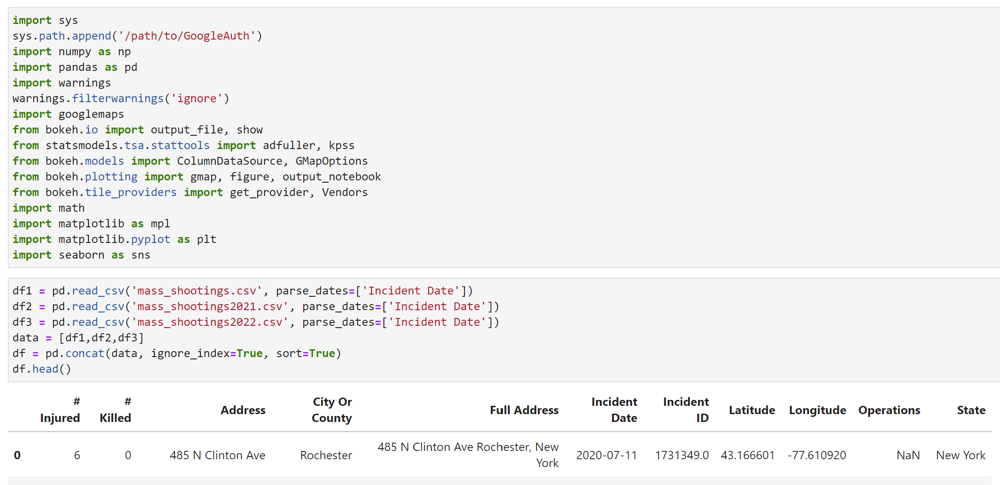 import sys
sys.path.append('/path/to/GoogleAuth')
import numpy as np
import pandas as pd
import warnings
warnings.filterwarnings('ignore')
import googlemaps
from bokeh.io import output_file, show
from statsmodels.tsa.stattools import adfuller, kpss
from bokeh.models import ColumnDataSource, GMapOptions
from bokeh.plotting import gmap, figure, output_notebook
from bokeh.tile_providers import get_provider, Vendors
import math
import matplotlib as mpl
import matplotlib.pyplot as plt
import seaborn as sns
df1 = pd.read_csv('mass_shootings.csv', parse_dates=['Incident Date'])
df2 = pd.read_csv('mass_shootings2021.csv', parse_dates=['Incident Date'])
df3 = pd.read_csv('mass_shootings2022.csv', parse_dates=['Incident Date'])
data = [df1,df2,df3]
df = pd.concat(data, ignore_index=True, sort=True)
df.head()
# Injured # Killed Address City Or County Full Address Incident Date Incident ID Latitude Longitude Operations State
0 6 0 485 N Clinton Ave Rochester 485 N Clinton Ave Rochester, New York 2020-07-11 1731349.0 43.166601 -77.610920 NaN New York